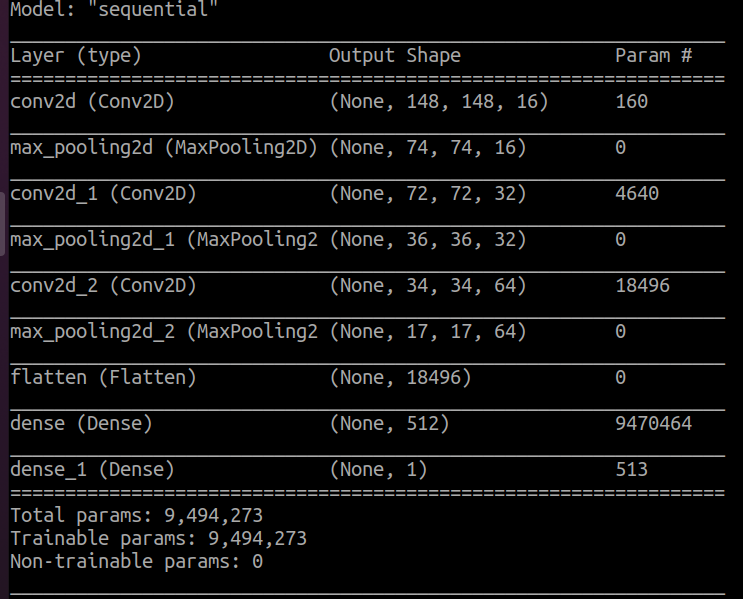 Model: "sequential"
Layer (type) Output Shape Param #
=================================================================
conv2d (Conv2D) (None, 148, 148, 16) 160
max_pooling2d (MaxPooling2D) (None, 74, 74, 16) 0
conv2d_1 (Conv2D) (None, 72, 72, 32) 4640
max_pooling2d_1 (MaxPooling2 (None, 36, 36, 32) 0
conv2d_2 (Conv2D) (None, 34, 34, 64) 18496
max_pooling2d_2 (MaxPooling2 (None, 17, 17, 64) 0
flatten (Flatten) (None, 18496) 0
dense (Dense) (None, 512) 9470464
dense_1 (Dense) (None, 1) 513
=================================================================
Total params: 9,494,273
Trainable params: 9,494,273
Non-trainable params: 0